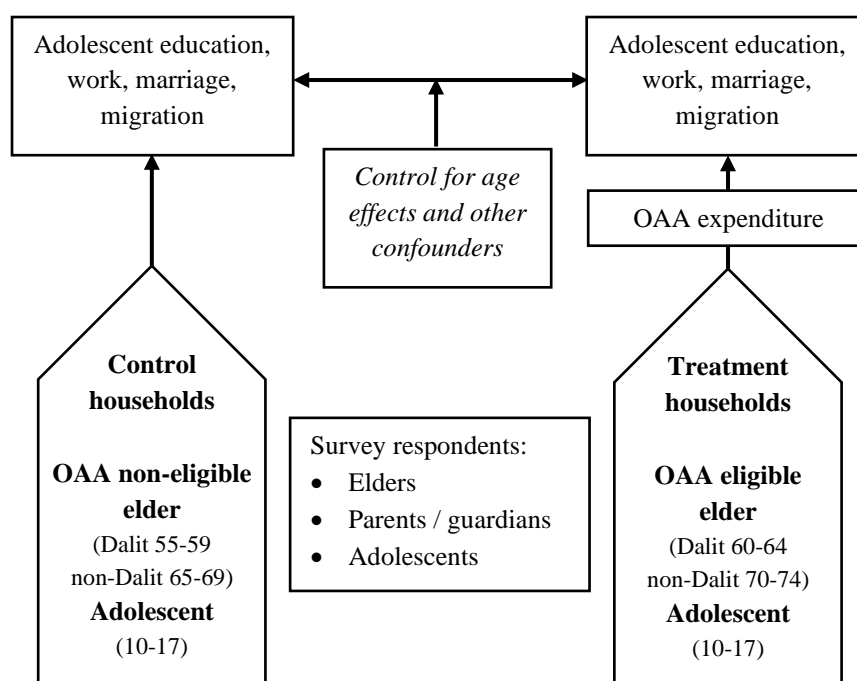 Adolescent education,
work, marriage,
migration
Adolescent education,
work, marriage,
migration
Control for age
effects and other
confounders
OAA expenditure
Control
households
OAA non-eligible
elder
(Dalit 55-59
non-Dalit 65-69)
Adolescent
(10-17)
Survey respondents:
• Elders
• Parents / guardians
• Adolescents
Treatment
households
OAA eligible
elder
(Dalit 60-64
non-Dalit 70-74)
Adolescent
(10-17)